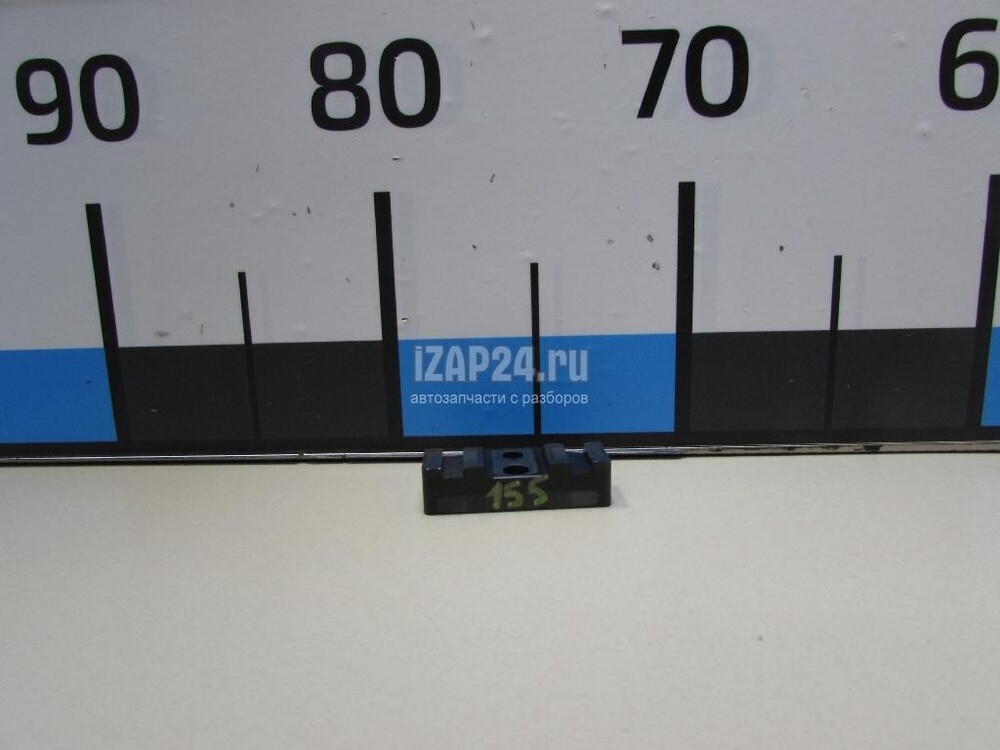 90 80 70 6
iZAP24.ru
автозапчасти с разборов
155